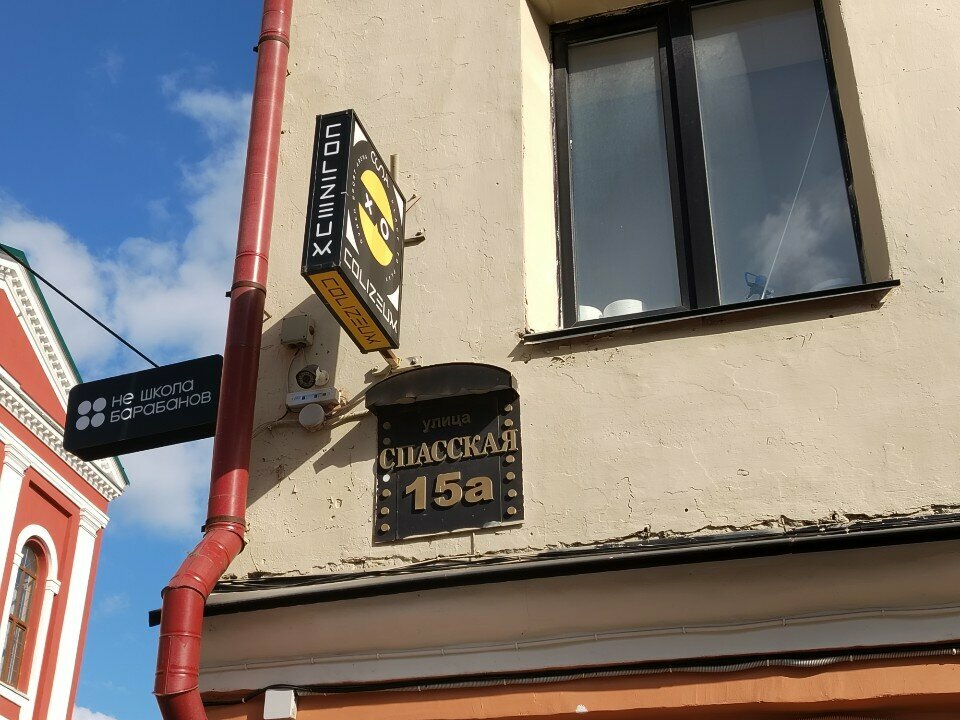 COLIZEUM
XO
COLIZEUM
COLIZEUM
не школа
барабанов
улица
СПАССКАЯ
15а